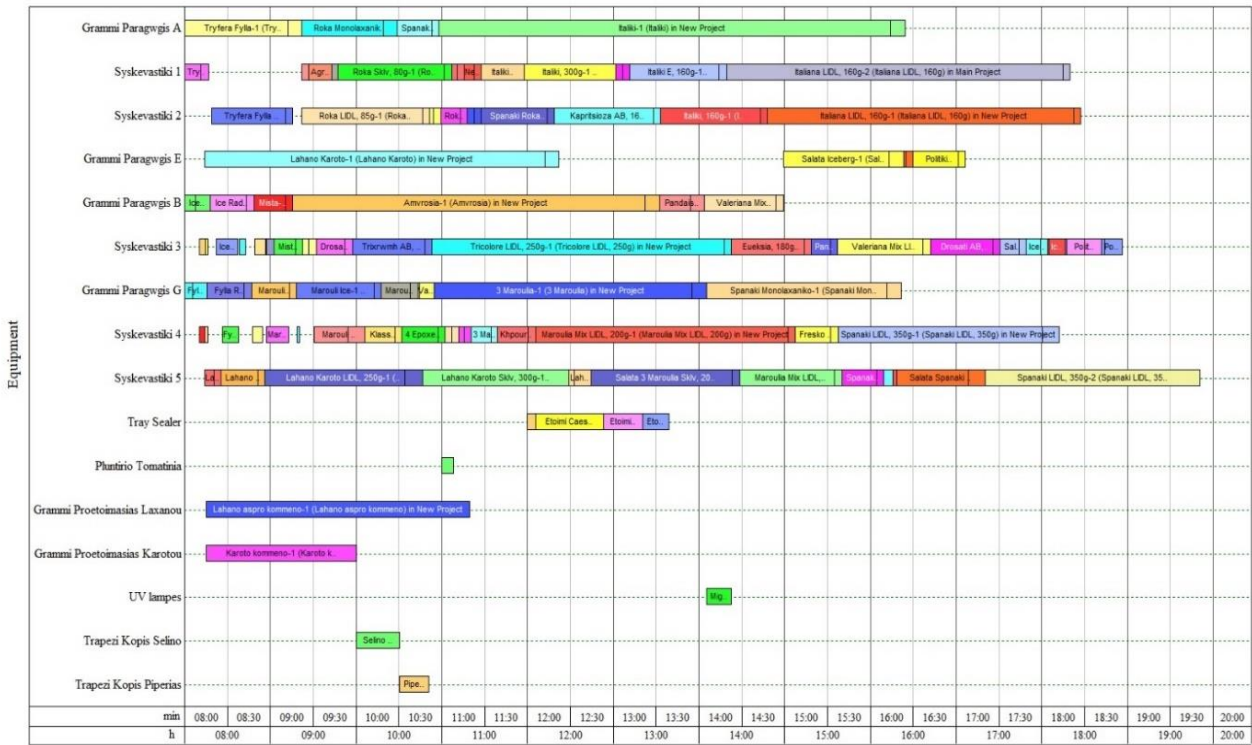 Equipment
Grammi Paragwgis A
Tryfera Fylla-1 (Try.. Roka Monolaxanik.. Spanak.. Italiki-1 (Italiki) in New Project
Syskevastiki 1
Try.. Agr.. Roka Sklv, 80g-1 (Ro.. Ne.. Italiki.. Italiki, 300g-1 .. Italiki E, 160g-1.. Italiana LIDL, 160g-2 (Italiana LIDL, 160g) in Main Project
Syskevastiki 2
Tryfera Fylla .. Roka LIDL, 85g-1 (Roka.. Rok.. Spanaki Roka.. Kapritsioza AB, 16.. Italiki, 160g-1 (I.. Italiana LIDL, 160g-1 (Italiana LIDL, 160g) in New Project
Grammi Paragwgis E
Lahano Karoto-1 (Lahano Karoto) in New Project Salata Iceberg-1 (Sal.. Politiki..
Grammi Paragwgis B
Ice.. Ice Rad.. Mista-.. Amvrosia-1 (Amvrosia) in New Project Pandais.. Valeriana Mix..
Syskevastiki 3
Ice.. Mist.. Drosa.. Trixrwmh AB, .. Tricolore LIDL, 250g-1 (Tricolore LIDL, 250g) in New Project Eueksia, 180g.. Pan.. Valeriana Mix LI.. Drosati AB, Sal.. Ice.. Ic.. Polit.. Po..
Grammi Paragwgis G
Fyl.. Fylla R.. Marouli.. Marouli Ice-1 .. Marou.. Va.. 3 Maroulia-1 (3 Maroulia) in New Project Spanaki Monolaxaniko-1 (Spanaki Mon..
Syskevastiki 4
Fy.. Mar.. Marouli .. Klass.. 4 Epoxe.. 3 Ma.. Khpour.. Maroulia Mix LIDL, 200g-1 (Maroulia Mix LIDL, 200g) in New Project Fresko .. Spanaki LIDL, 350g-1 (Spanaki LIDL, 350g) in New Project
Syskevastiki 5
La.. Lahano .. Lahano Karoto LIDL, 250g-1 (.. Lahano Karoto Sklv, 300g-1.. Lah.. Salata 3 Maroulia Sklv, 20.. Maroulia Mix LIDL,.. Spanak.. Salata Spanaki .. Spanaki LIDL, 350g-2 (Spanaki LIDL, 35..
Tray Sealer
Etoimi Caes.. Etoimi.. Eto..
Pluntirio Tomatinia
Grammi Proetoimasias Laxanou
Lahano aspro kommeno-1 (Lahano aspro kommeno) in New Project
Grammi Proetoimasias Karotou
Karoto kommeno-1 (Karoto k..
UV lampes
Mig..
Trapezi Kopis Selino
Selino ..
Trapezi Kopis Piperias
Pipe..
min 08:00 08:30 09:00 09:30 10:00 10:30 11:00 11:30 12:00 12:30 13:00 13:30 14:00 14:30 15:00 15:30 16:00 16:30 17:00 17:30 18:00 18:30 19:00 19:30 20:00
h 08:00 09:00 10:00 11:00 12:00 13:00 14:00 15:00 16:00 17:00 18:00 19:00 20:00